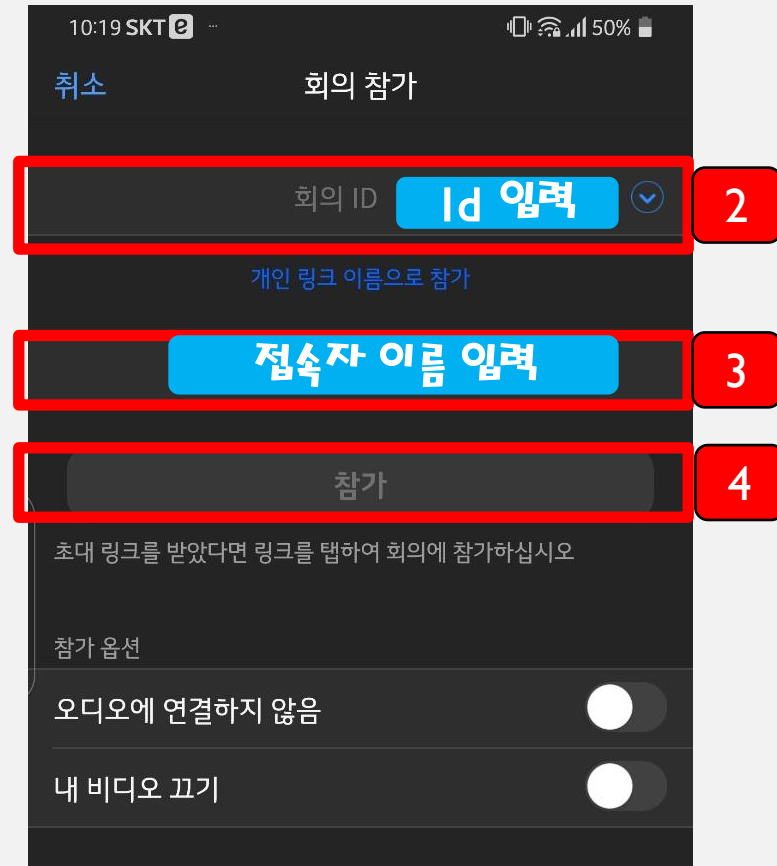 10:19 SKT e ... 50%
취소 회의 참가
회의 ID Id 입력 2
개인 링크 이름으로 참가
접속자 이름 입력 3
참가 4
초대 링크를 받았다면 링크를 탭하여 회의에 참가하십시오
참가 옵션
오디오에 연결하지 않음
내 비디오 끄기